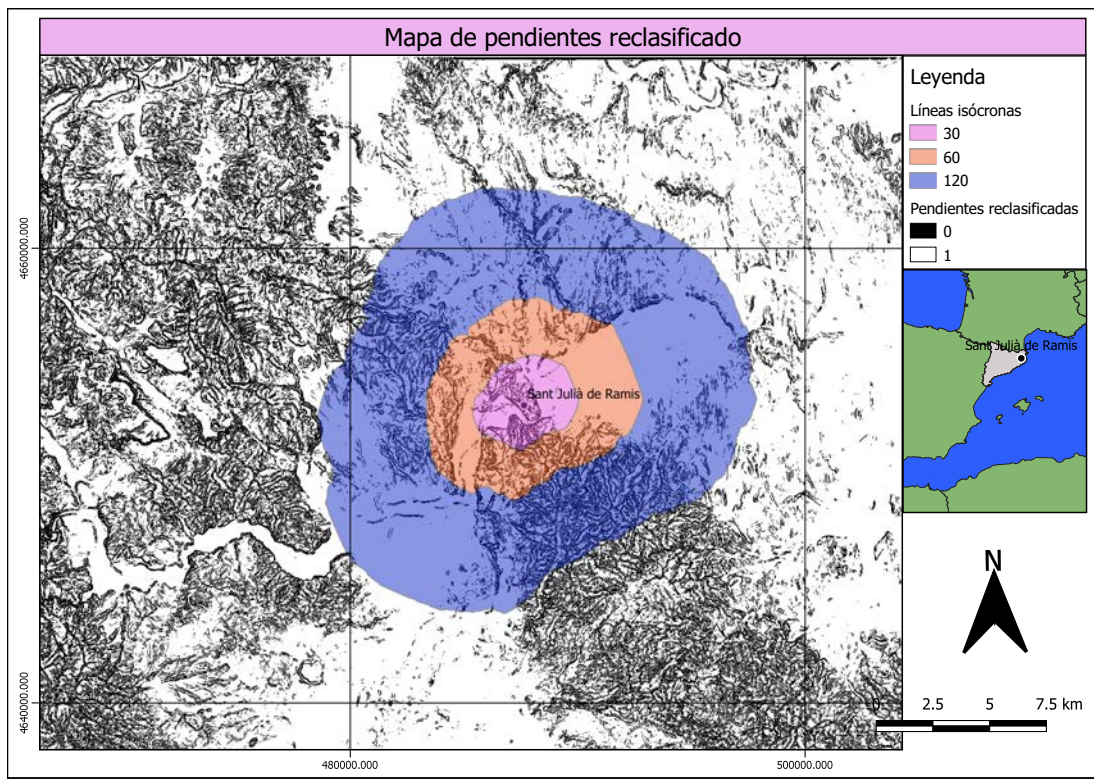 Mapa de pendientes reclasificado
Leyenda
Líneas isócronas
30
60
120
Pendientes reclasificadas
0
1
Sant Julià de Ramis
Sant Julià de Ramis
4660000.000
4640000.000
480000.000
500000.000
N
0 2.5 5 7.5 km